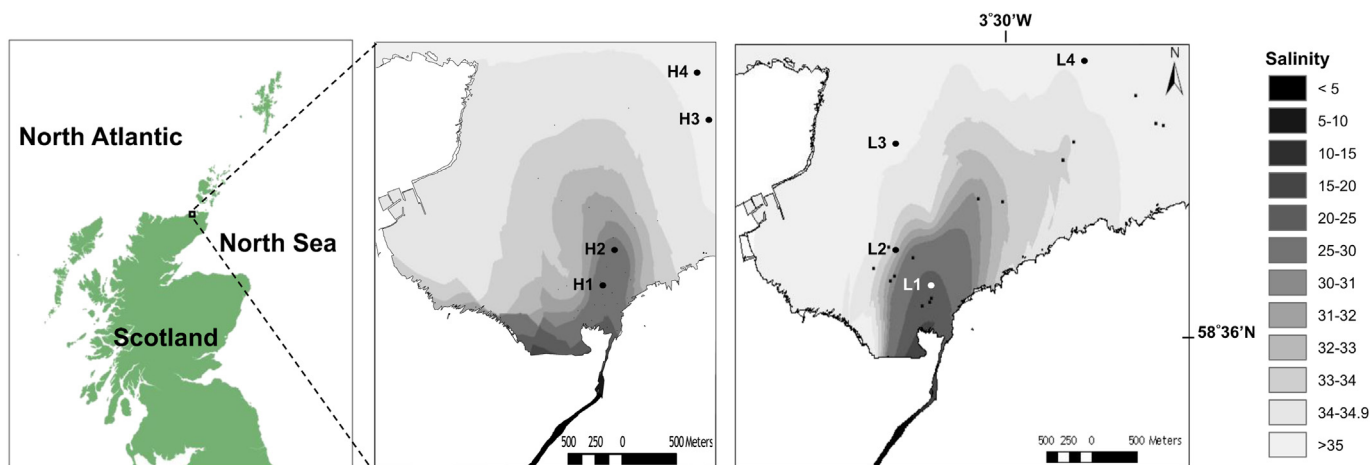 North Atlantic
North Sea
Scotland
H4
H3
H2
H1
500 250 0 500 Meters
3°30'W
N
L4
L3
L2
L1
58°36'N
500 250 0 500 Meters
Salinity
< 5
5-10
10-15
15-20
20-25
25-30
30-31
31-32
32-33
33-34
34-34.9
>35